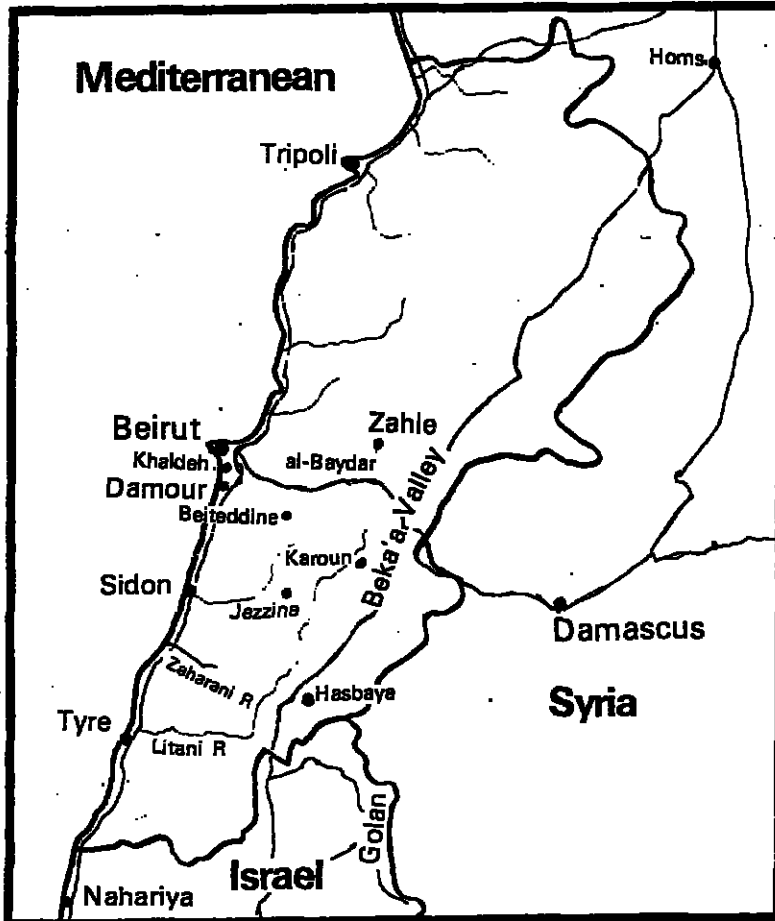 Mediterranean
Homs
Tripoli
Beirut
Zahle
Khaldeh
al-Baydar
Damour
Beiteddine
Beka'a-Valley
Karoun
Sidon
Jezzine
Damascus
Zaharani R
Hasbaya
Syria
Tyre
Litani R
Golan
Israel
Nahariya